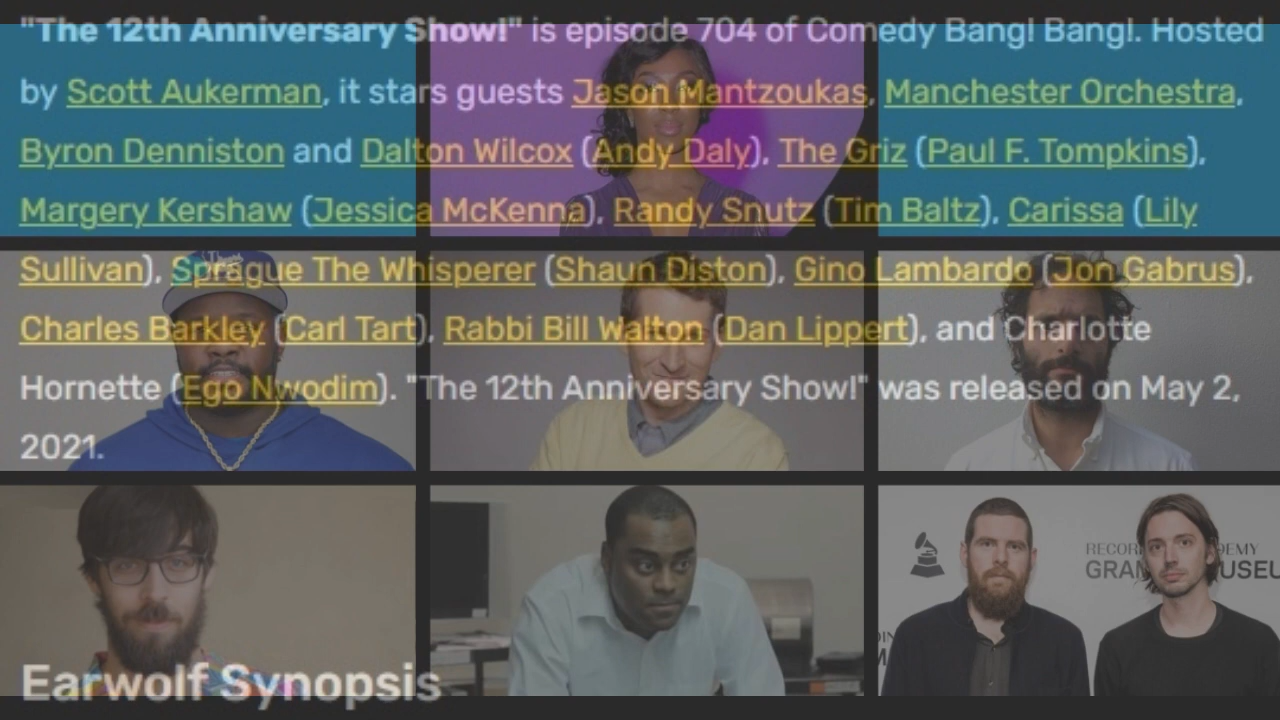 "The 12th Anniversary Show!" is episode 704 of Comedy Bang! Bang!. Hosted
by Scott Aukerman, it stars guests Jason Mantzoukas, Manchester Orchestra,
Byron Denniston and Dalton Wilcox (Andy Daly), The Griz (Paul F. Tompkins),
Margery Kershaw (Jessica McKenna), Randy Snutz (Tim Baltz), Carissa (Lily
Sullivan), Sprague The Whisperer (Shaun Diston), Gino Lambardo (Jon Gabrus),
Charles Barkley (Carl Tart), Rabbi Bill Walton (Dan Lippert), and Charlotte
Hornette (Ego Nwodim). "The 12th Anniversary Show!" was released on May 2,
2021.
Earwolf Synopsis